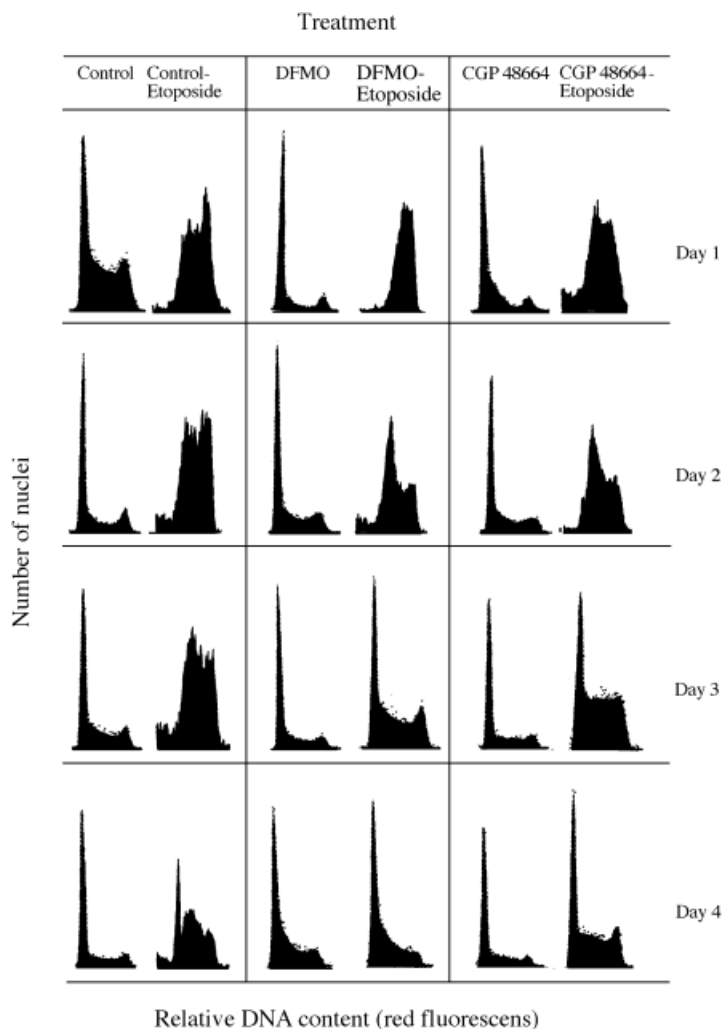 Treatment
Control
Control-
Etoposide
DFMO
DFMO-
Etoposide
CGP 48664
CGP 48664-
Etoposide
Day 1
Day 2
Day 3
Day 4
Number of nuclei
Relative DNA content (red fluorescens)